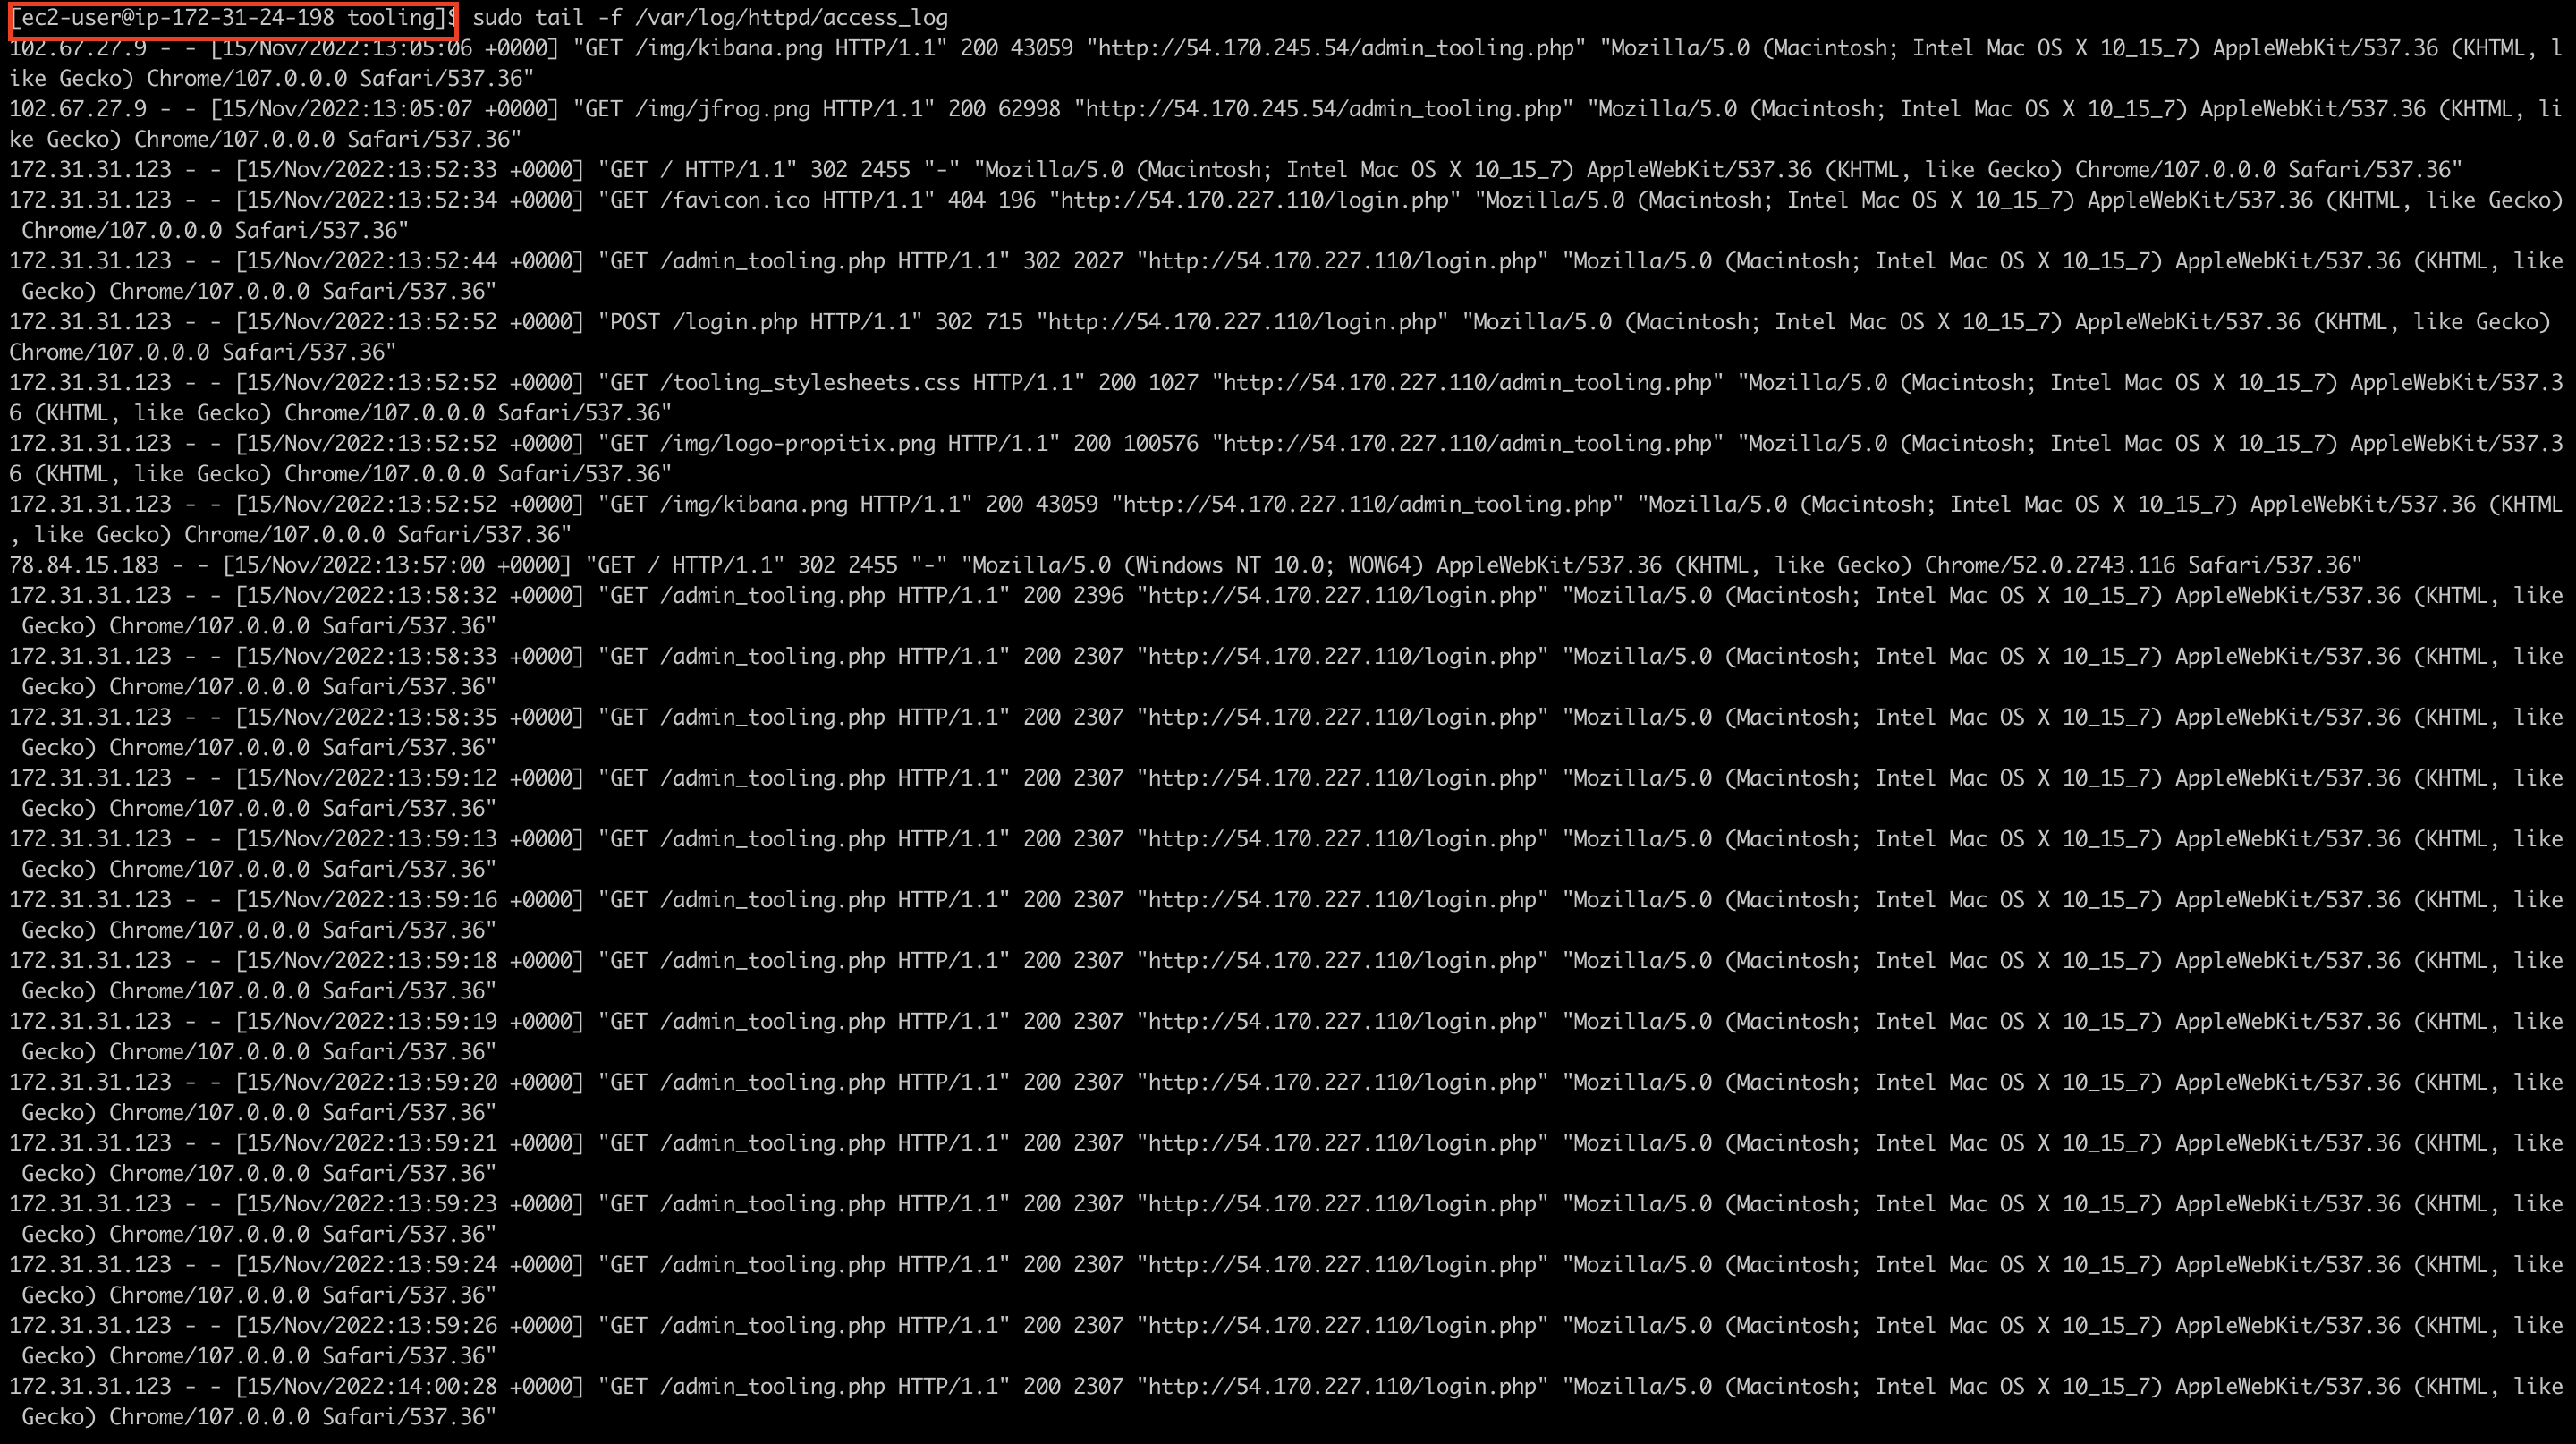 [ec2-user@ip-172-31-24-198 tooling]$ sudo tail -f /var/log/httpd/access_log
102.67.27.9 - - [15/Nov/2022:13:05:06 +0000] "GET /img/kibana.png HTTP/1.1" 200 43059 "http://54.170.245.54/admin_tooling.php" "Mozilla/5.0 (Macintosh; Intel Mac OS X 10_15_7) AppleWebKit/537.36 (KHTML, l
ike Gecko) Chrome/107.0.0.0 Safari/537.36"
102.67.27.9 - - [15/Nov/2022:13:05:07 +0000] "GET /img/jfrog.png HTTP/1.1" 200 62998 "http://54.170.245.54/admin_tooling.php" "Mozilla/5.0 (Macintosh; Intel Mac OS X 10_15_7) AppleWebKit/537.36 (KHTML, li
ke Gecko) Chrome/107.0.0.0 Safari/537.36"
172.31.31.123 - - [15/Nov/2022:13:52:33 +0000] "GET / HTTP/1.1" 302 2455 "-" "Mozilla/5.0 (Macintosh; Intel Mac OS X 10_15_7) AppleWebKit/537.36 (KHTML, like Gecko) Chrome/107.0.0.0 Safari/537.36"
172.31.31.123 - - [15/Nov/2022:13:52:34 +0000] "GET /favicon.ico HTTP/1.1" 404 196 "http://54.170.227.110/login.php" "Mozilla/5.0 (Macintosh; Intel Mac OS X 10_15_7) AppleWebKit/537.36 (KHTML, like Gecko)
 Chrome/107.0.0.0 Safari/537.36"
172.31.31.123 - - [15/Nov/2022:13:52:44 +0000] "GET /admin_tooling.php HTTP/1.1" 302 2027 "http://54.170.227.110/login.php" "Mozilla/5.0 (Macintosh; Intel Mac OS X 10_15_7) AppleWebKit/537.36 (KHTML, like
 Gecko) Chrome/107.0.0.0 Safari/537.36"
172.31.31.123 - - [15/Nov/2022:13:52:52 +0000] "POST /login.php HTTP/1.1" 302 715 "http://54.170.227.110/login.php" "Mozilla/5.0 (Macintosh; Intel Mac OS X 10_15_7) AppleWebKit/537.36 (KHTML, like Gecko)
Chrome/107.0.0.0 Safari/537.36"
172.31.31.123 - - [15/Nov/2022:13:52:52 +0000] "GET /tooling_stylesheets.css HTTP/1.1" 200 1027 "http://54.170.227.110/admin_tooling.php" "Mozilla/5.0 (Macintosh; Intel Mac OS X 10_15_7) AppleWebKit/537.3
6 (KHTML, like Gecko) Chrome/107.0.0.0 Safari/537.36"
172.31.31.123 - - [15/Nov/2022:13:52:52 +0000] "GET /img/logo-propitix.png HTTP/1.1" 200 100576 "http://54.170.227.110/admin_tooling.php" "Mozilla/5.0 (Macintosh; Intel Mac OS X 10_15_7) AppleWebKit/537.3
6 (KHTML, like Gecko) Chrome/107.0.0.0 Safari/537.36"
172.31.31.123 - - [15/Nov/2022:13:52:52 +0000] "GET /img/kibana.png HTTP/1.1" 200 43059 "http://54.170.227.110/admin_tooling.php" "Mozilla/5.0 (Macintosh; Intel Mac OS X 10_15_7) AppleWebKit/537.36 (KHTML
, like Gecko) Chrome/107.0.0.0 Safari/537.36"
78.84.15.183 - - [15/Nov/2022:13:57:00 +0000] "GET / HTTP/1.1" 302 2455 "-" "Mozilla/5.0 (Windows NT 10.0; WOW64) AppleWebKit/537.36 (KHTML, like Gecko) Chrome/52.0.2743.116 Safari/537.36"
172.31.31.123 - - [15/Nov/2022:13:58:32 +0000] "GET /admin_tooling.php HTTP/1.1" 200 2396 "http://54.170.227.110/login.php" "Mozilla/5.0 (Macintosh; Intel Mac OS X 10_15_7) AppleWebKit/537.36 (KHTML, like
 Gecko) Chrome/107.0.0.0 Safari/537.36"
172.31.31.123 - - [15/Nov/2022:13:58:33 +0000] "GET /admin_tooling.php HTTP/1.1" 200 2307 "http://54.170.227.110/login.php" "Mozilla/5.0 (Macintosh; Intel Mac OS X 10_15_7) AppleWebKit/537.36 (KHTML, like
 Gecko) Chrome/107.0.0.0 Safari/537.36"
172.31.31.123 - - [15/Nov/2022:13:58:35 +0000] "GET /admin_tooling.php HTTP/1.1" 200 2307 "http://54.170.227.110/login.php" "Mozilla/5.0 (Macintosh; Intel Mac OS X 10_15_7) AppleWebKit/537.36 (KHTML, like
 Gecko) Chrome/107.0.0.0 Safari/537.36"
172.31.31.123 - - [15/Nov/2022:13:59:12 +0000] "GET /admin_tooling.php HTTP/1.1" 200 2307 "http://54.170.227.110/login.php" "Mozilla/5.0 (Macintosh; Intel Mac OS X 10_15_7) AppleWebKit/537.36 (KHTML, like
 Gecko) Chrome/107.0.0.0 Safari/537.36"
172.31.31.123 - - [15/Nov/2022:13:59:13 +0000] "GET /admin_tooling.php HTTP/1.1" 200 2307 "http://54.170.227.110/login.php" "Mozilla/5.0 (Macintosh; Intel Mac OS X 10_15_7) AppleWebKit/537.36 (KHTML, like
 Gecko) Chrome/107.0.0.0 Safari/537.36"
172.31.31.123 - - [15/Nov/2022:13:59:16 +0000] "GET /admin_tooling.php HTTP/1.1" 200 2307 "http://54.170.227.110/login.php" "Mozilla/5.0 (Macintosh; Intel Mac OS X 10_15_7) AppleWebKit/537.36 (KHTML, like
 Gecko) Chrome/107.0.0.0 Safari/537.36"
172.31.31.123 - - [15/Nov/2022:13:59:18 +0000] "GET /admin_tooling.php HTTP/1.1" 200 2307 "http://54.170.227.110/login.php" "Mozilla/5.0 (Macintosh; Intel Mac OS X 10_15_7) AppleWebKit/537.36 (KHTML, like
 Gecko) Chrome/107.0.0.0 Safari/537.36"
172.31.31.123 - - [15/Nov/2022:13:59:19 +0000] "GET /admin_tooling.php HTTP/1.1" 200 2307 "http://54.170.227.110/login.php" "Mozilla/5.0 (Macintosh; Intel Mac OS X 10_15_7) AppleWebKit/537.36 (KHTML, like
 Gecko) Chrome/107.0.0.0 Safari/537.36"
172.31.31.123 - - [15/Nov/2022:13:59:20 +0000] "GET /admin_tooling.php HTTP/1.1" 200 2307 "http://54.170.227.110/login.php" "Mozilla/5.0 (Macintosh; Intel Mac OS X 10_15_7) AppleWebKit/537.36 (KHTML, like
 Gecko) Chrome/107.0.0.0 Safari/537.36"
172.31.31.123 - - [15/Nov/2022:13:59:21 +0000] "GET /admin_tooling.php HTTP/1.1" 200 2307 "http://54.170.227.110/login.php" "Mozilla/5.0 (Macintosh; Intel Mac OS X 10_15_7) AppleWebKit/537.36 (KHTML, like
 Gecko) Chrome/107.0.0.0 Safari/537.36"
172.31.31.123 - - [15/Nov/2022:13:59:23 +0000] "GET /admin_tooling.php HTTP/1.1" 200 2307 "http://54.170.227.110/login.php" "Mozilla/5.0 (Macintosh; Intel Mac OS X 10_15_7) AppleWebKit/537.36 (KHTML, like
 Gecko) Chrome/107.0.0.0 Safari/537.36"
172.31.31.123 - - [15/Nov/2022:13:59:24 +0000] "GET /admin_tooling.php HTTP/1.1" 200 2307 "http://54.170.227.110/login.php" "Mozilla/5.0 (Macintosh; Intel Mac OS X 10_15_7) AppleWebKit/537.36 (KHTML, like
 Gecko) Chrome/107.0.0.0 Safari/537.36"
172.31.31.123 - - [15/Nov/2022:13:59:26 +0000] "GET /admin_tooling.php HTTP/1.1" 200 2307 "http://54.170.227.110/login.php" "Mozilla/5.0 (Macintosh; Intel Mac OS X 10_15_7) AppleWebKit/537.36 (KHTML, like
 Gecko) Chrome/107.0.0.0 Safari/537.36"
172.31.31.123 - - [15/Nov/2022:14:00:28 +0000] "GET /admin_tooling.php HTTP/1.1" 200 2307 "http://54.170.227.110/login.php" "Mozilla/5.0 (Macintosh; Intel Mac OS X 10_15_7) AppleWebKit/537.36 (KHTML, like
 Gecko) Chrome/107.0.0.0 Safari/537.36"